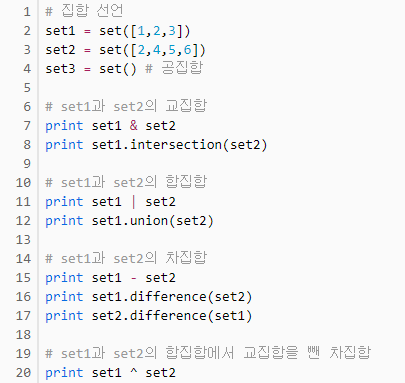 1 # 집합 선언
2 set1 = set([1,2,3])
3 set2 = set([2,4,5,6])
4 set3 = set() # 공집합
5
6 # set1과 set2의 교집합
7 print set1 & set2
8 print set1.intersection(set2)
9
10 # set1과 set2의 합집합
11 print set1 | set2
12 print set1.union(set2)
13
14 # set1과 set2의 차집합
15 print set1 - set2
16 print set1.difference(set2)
17 print set2.difference(set1)
18
19 # set1과 set2의 합집합에서 교집합을 뺀 차집합
20 print set1 ^ set2